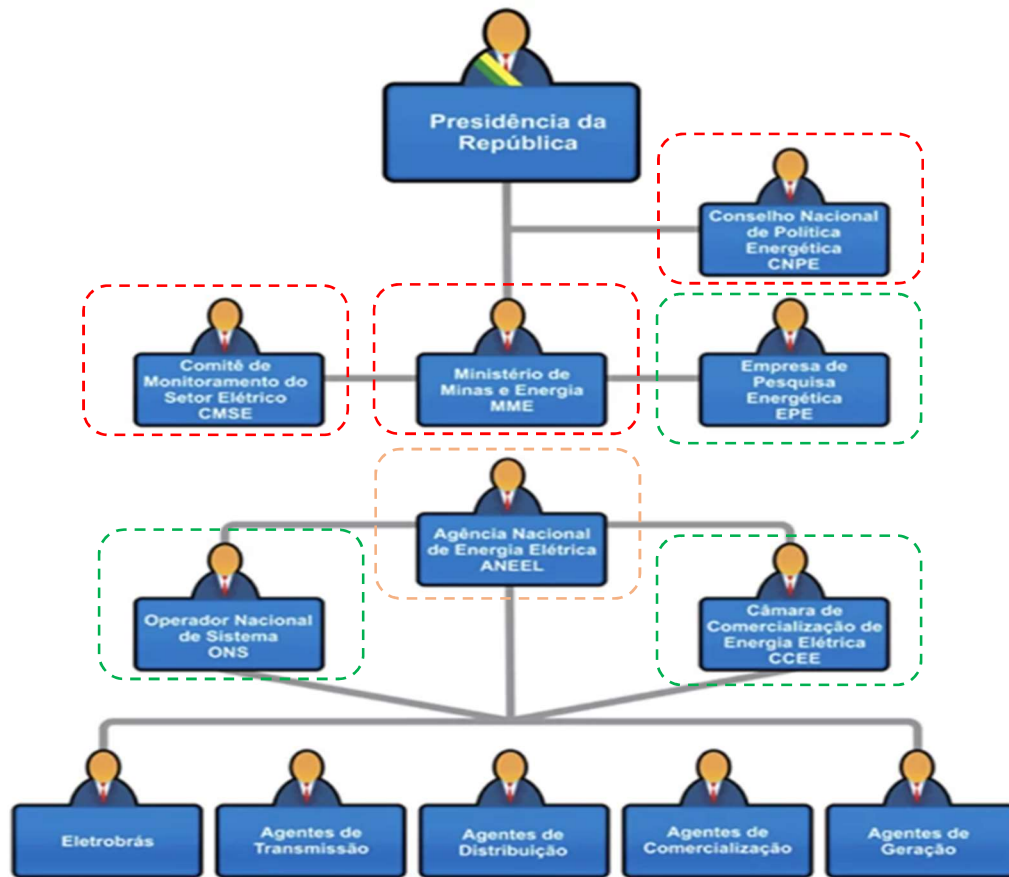 Presidência da
República
Conselho Nacional
de Política
Energética
CNPE
Comitê de
Monitoramento do
Setor Elétrico
CMSE
Ministério de
Minas e Energia
MME
Empresa de
Pesquisa
Energética
EPE
Agência Nacional
de Energia Elétrica
ANEEL
Operador Nacional
de Sistema
ONS
Câmara de
Comercialização de
Energia Elétrica
CCEE
Eletrobrás
Agentes de
Transmissão
Agentes de
Distribuição
Agentes de
Comercialização
Agentes de
Geração